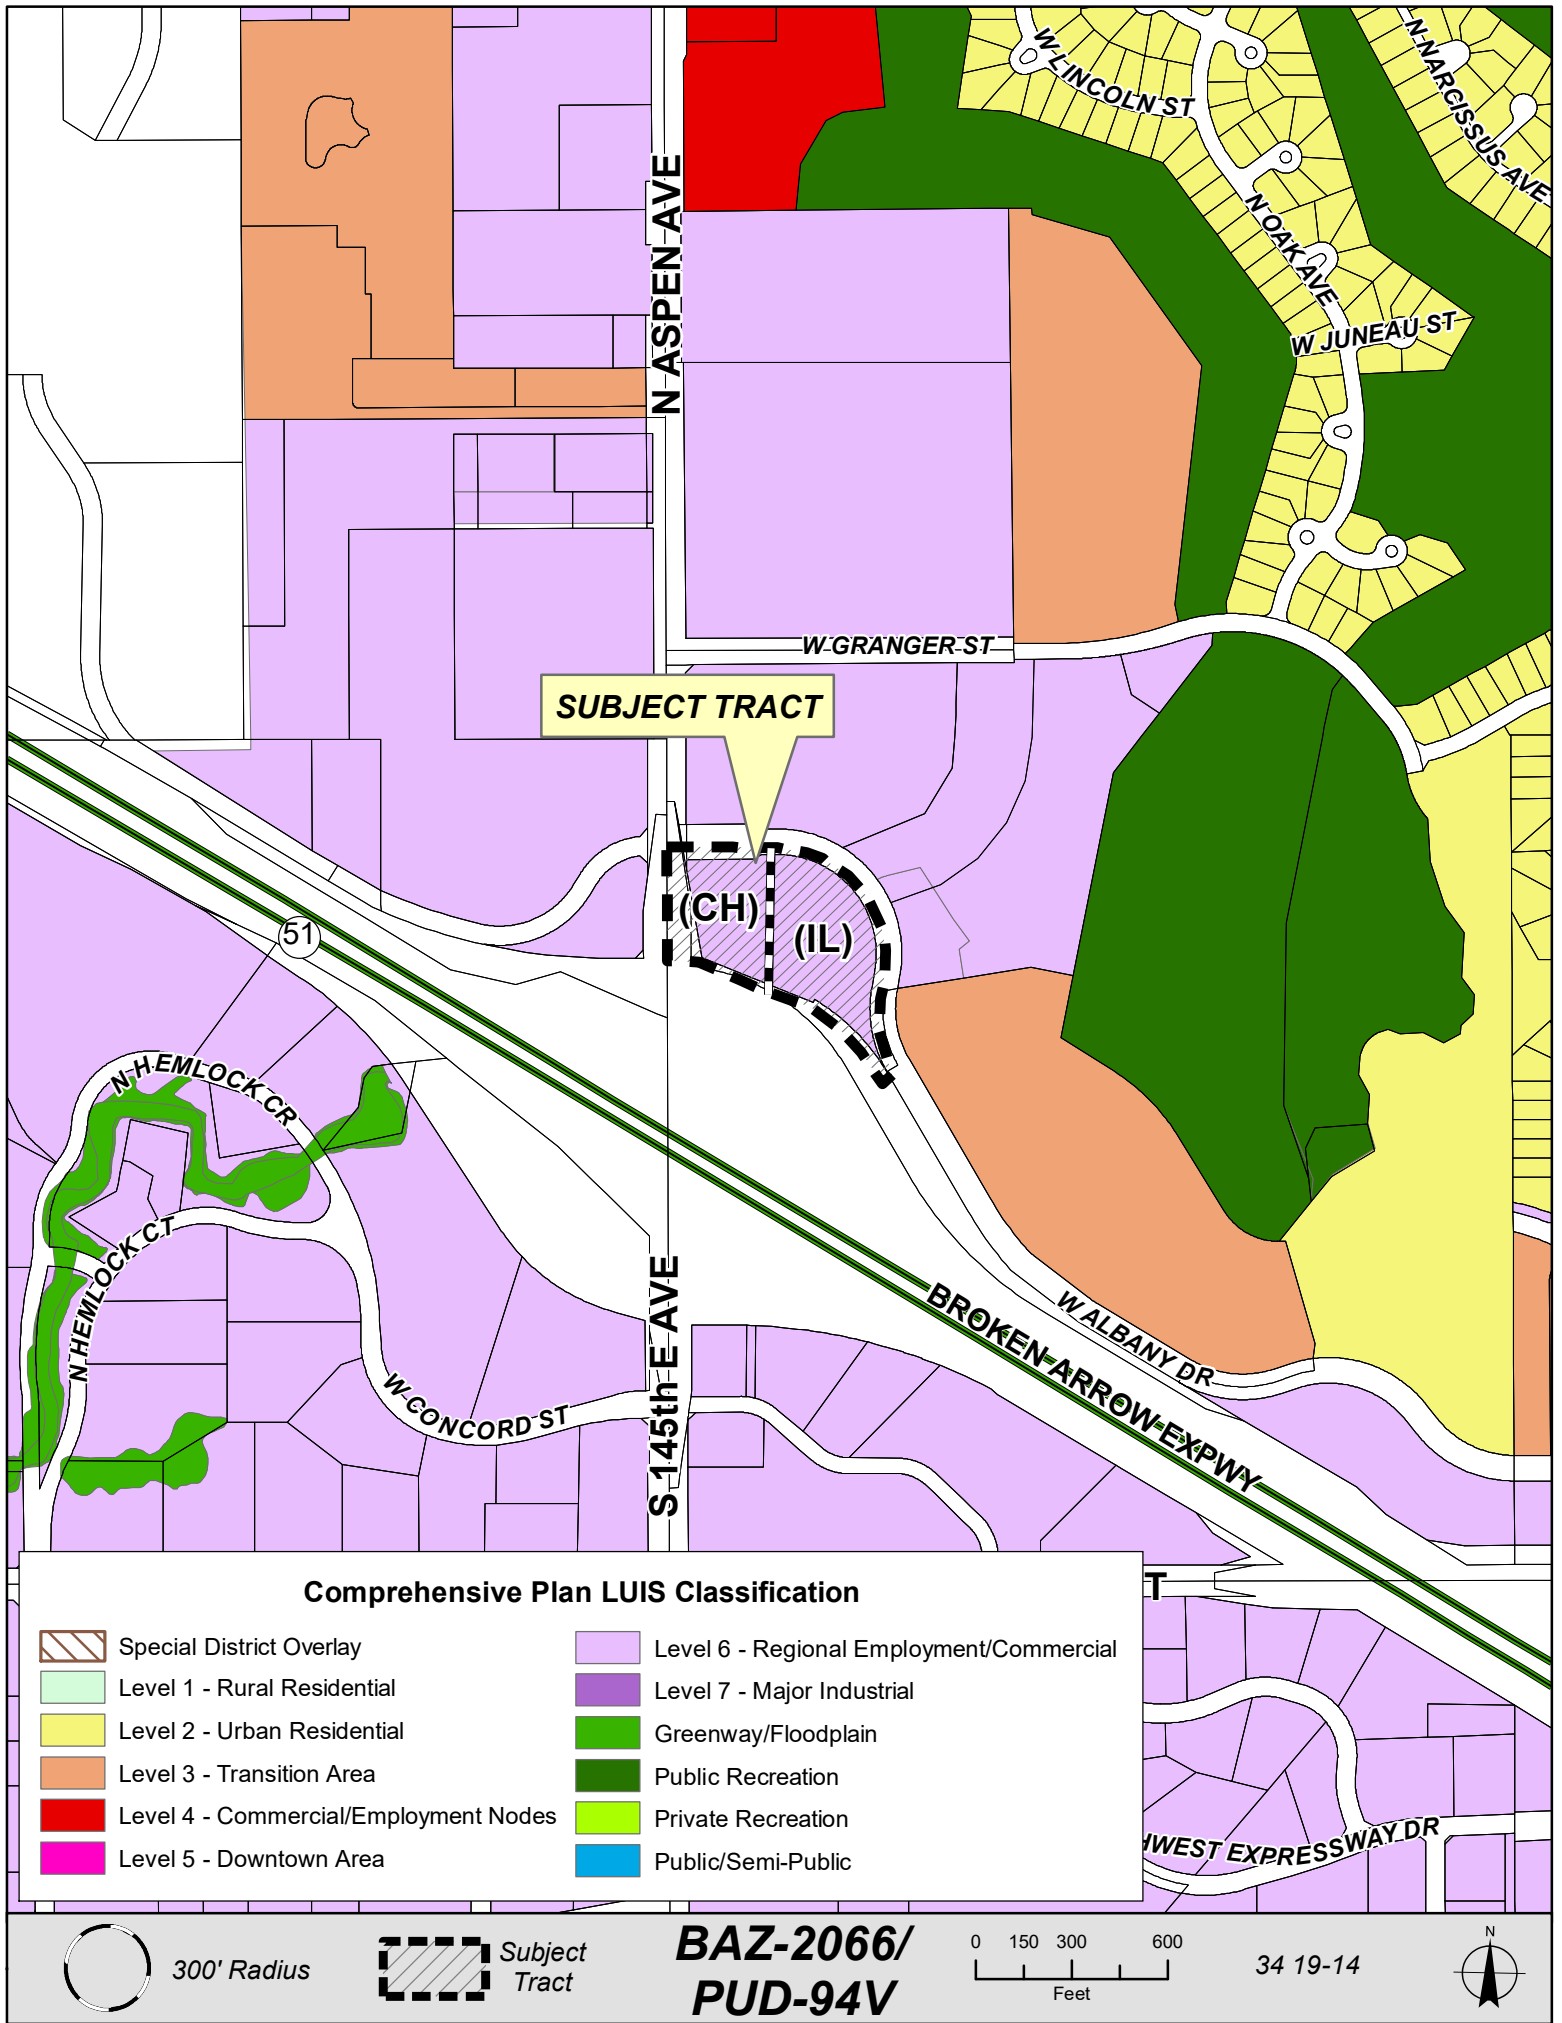 W LINCOLN ST
N NARCISSUS AVE
N ASPEN AVE
N OAK AVE
W JUNEAU ST
W GRANGER ST
SUBJECT TRACT
(CH)
(IL)
51
N HEMLOCK CR
N HEMLOCK CT
S 145th E AVE
BROKEN ARROW EXPWY
W ALBANY DR
W CONCORD ST
T
HWEST EXPRESSWAY DR
Comprehensive Plan LUIS Classification
Special District Overlay
Level 1 - Rural Residential
Level 2 - Urban Residential
Level 3 - Transition Area
Level 4 - Commercial/Employment Nodes
Level 5 - Downtown Area
Level 6 - Regional Employment/Commercial
Level 7 - Major Industrial
Greenway/Floodplain
Public Recreation
Private Recreation
Public/Semi-Public
300' Radius
Subject
Tract
BAZ-2066/
PUD-94V
0 150 300 600
Feet
34 19-14
N